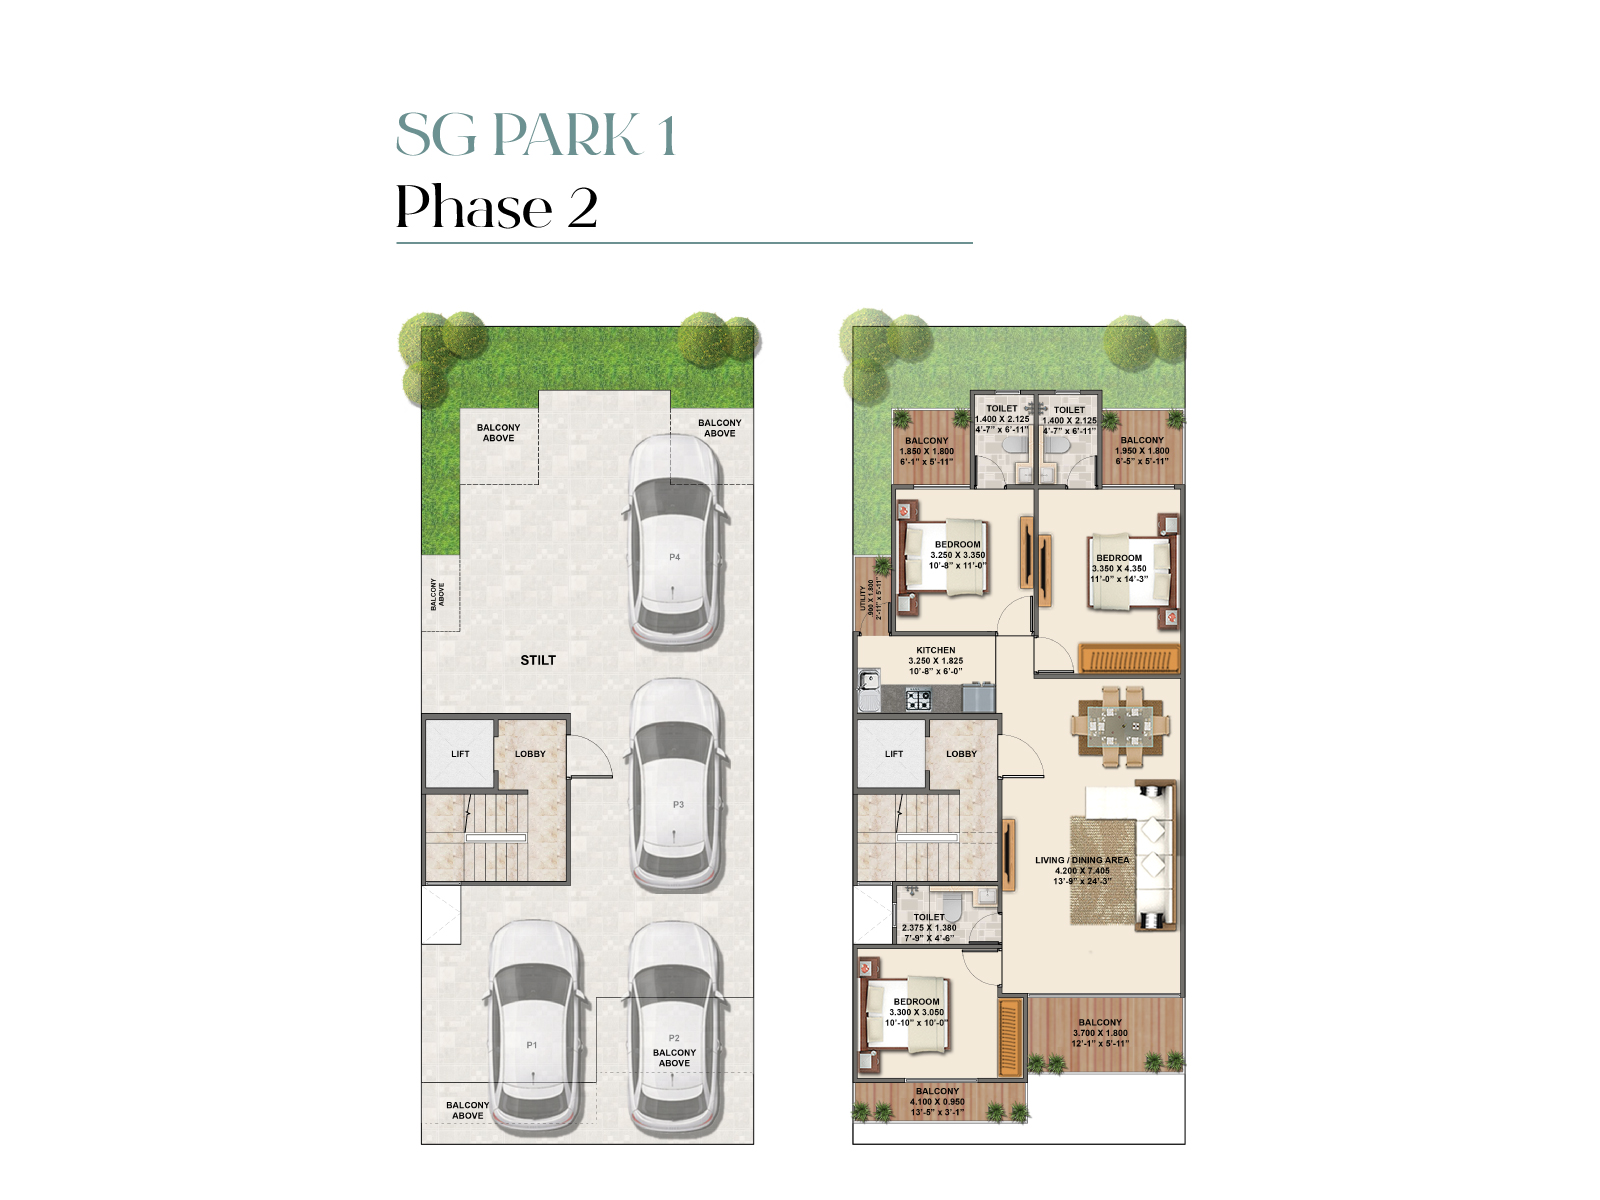 SG PARK 1
Phase 2
BALCONY
ABOVE
BALCONY
ABOVE
P4
BALCONY
ABOVE
STILT
LIFT
LOBBY
P3
P1
P2
BALCONY
ABOVE
BALCONY
ABOVE
TOILET
1.400 X 2.125
4'-7" x 6'-11"
TOILET
1.400 X 2.125
4'-7" x 6'-11"
BALCONY
1.850 X 1.800
6'-1" x 5'-11"
BALCONY
1.950 X 1.800
6'-5" x 5'-11"
BEDROOM
3.250 X 3.350
10'-8" x 11'-0"
BEDROOM
3.350 X 4.350
11'-0" x 14'-3"
UTILITY
.900 X 1.800
2'-11" x 5'-11"
KITCHEN
3.250 X 1.825
10'-8" x 6'-0"
LIFT
LOBBY
LIVING / DINING AREA
4.200 X 7.405
13'-9" x 24'-3"
TOILET
2.375 X 1.380
7'-9" X 4'-6"
BEDROOM
3.300 X 3.050
10'-10" x 10'-0"
BALCONY
3.700 X 1.800
12'-1" x 5'-11"
BALCONY
4.100 X 0.950
13'-5" x 3'-1"